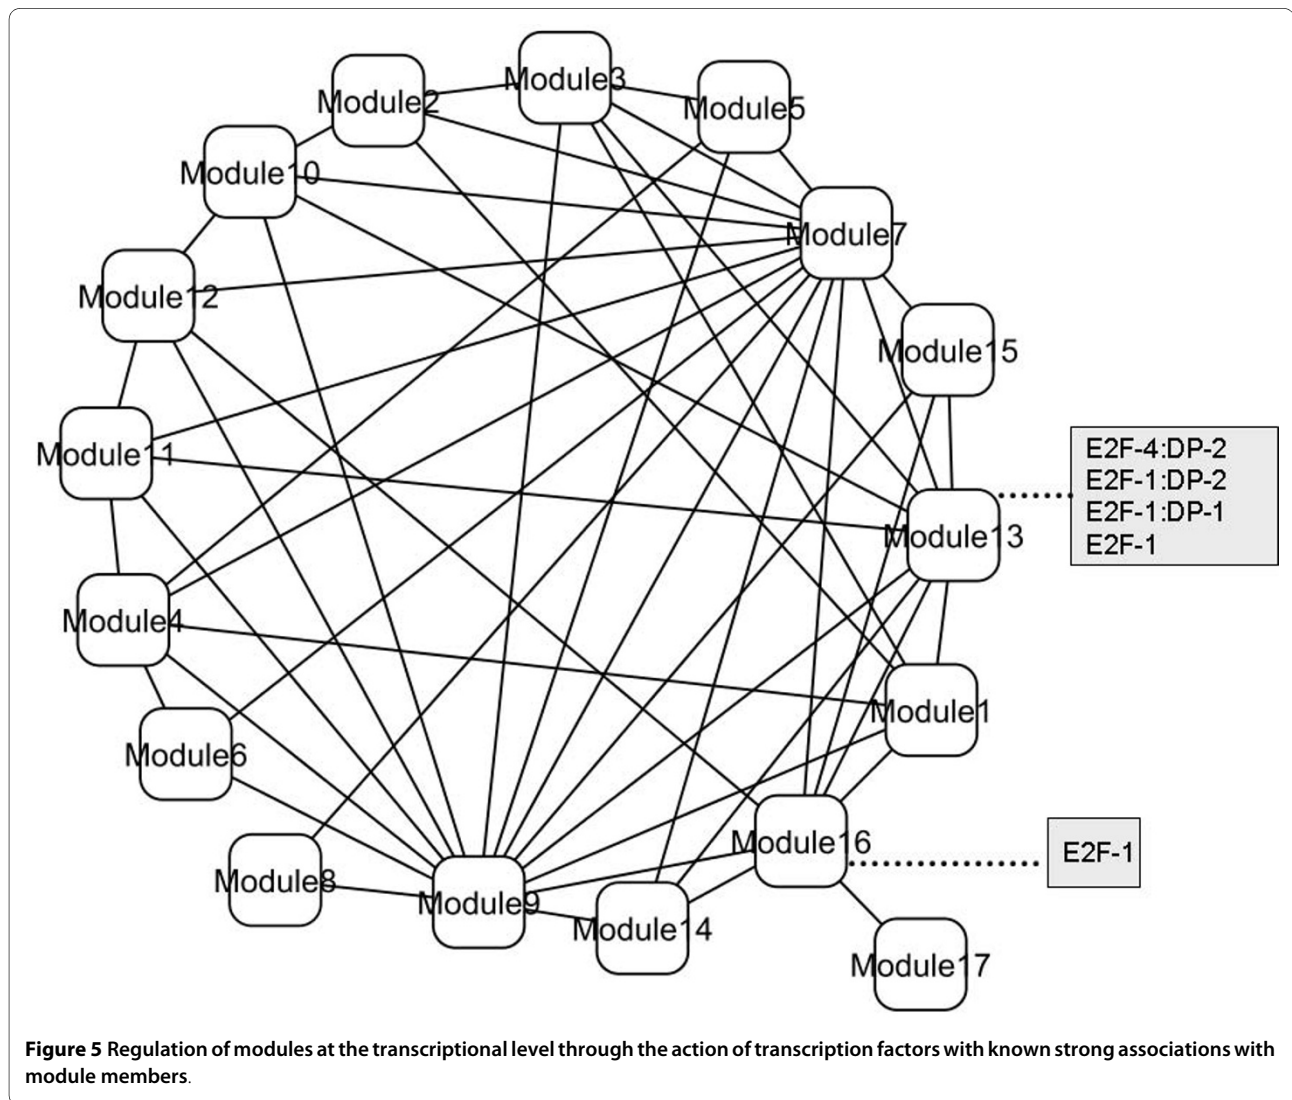 Module3
Module2
Module5
Module10
Module7
Module12
Module15
E2F-4:DP-2
Module11
E2F-1:DP-2
E2F-1:DP-1
Module13
E2F-1
Module4
Module1
Module6
Module16
E2F-1
Module8
Module9
Module14
Module17
Figure 5 Regulation of modules at the transcriptional level through the action of transcription factors with known strong associations with
module members.